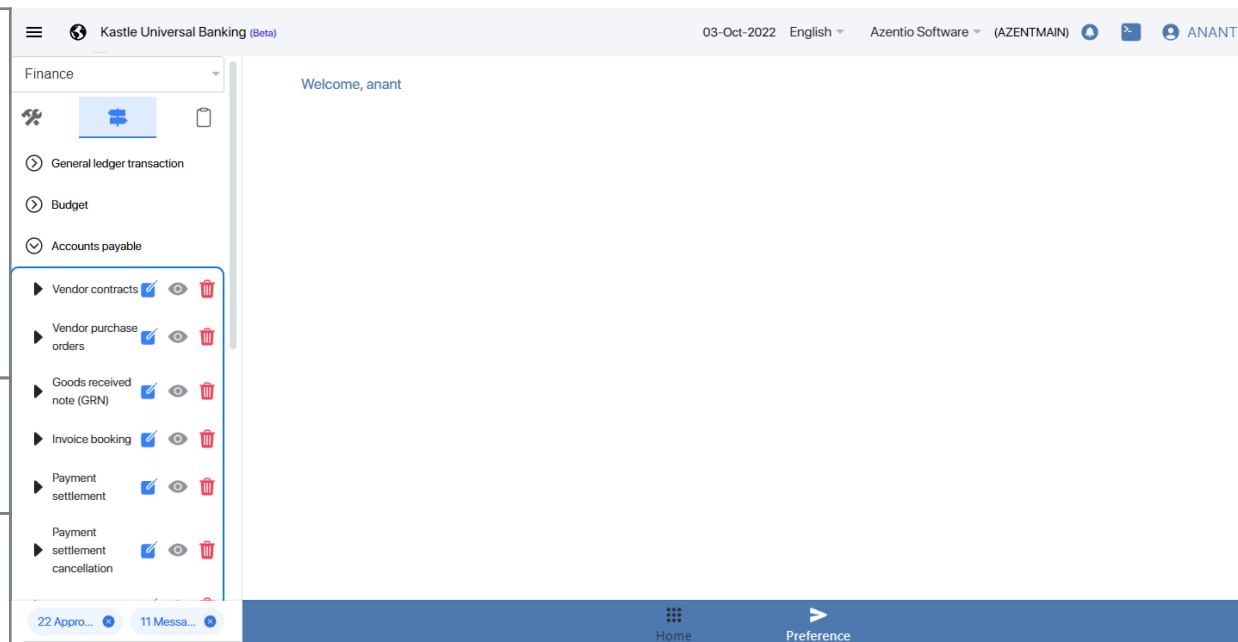 Kastle Universal Banking (Beta)
03-Oct-2022 English Azentio Software (AZENTMAIN) ANANT
Finance
Welcome, anant
General ledger transaction
Budget
Accounts payable
Vendor contracts
Vendor purchase
orders
Goods received
note (GRN)
Invoice booking
Payment
settlement
Payment
settlement
cancellation
22 Appro...
11 Messa...
Home
Preference